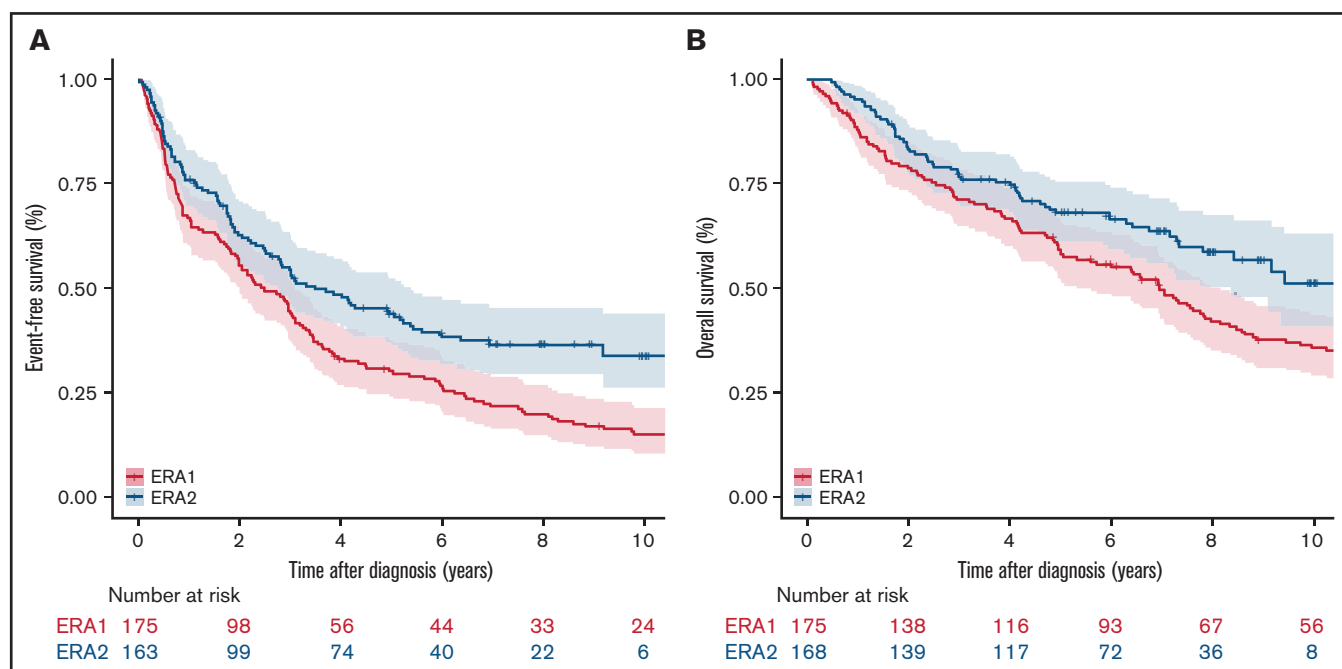 A
Event-free survival (%)
1.00
0.75
0.50
0.25
0.00
ERA1
ERA2
0 2 4 6 8 10
Time after diagnosis (years)
Number at risk
ERA1 175 98 56 44 33 24
ERA2 163 99 74 40 22 6
B
Overall survival (%)
1.00
0.75
0.50
0.25
0.00
ERA1
ERA2
0 2 4 6 8 10
Time after diagnosis (years)
Number at risk
ERA1 175 138 116 93 67 56
ERA2 168 139 117 72 36 8